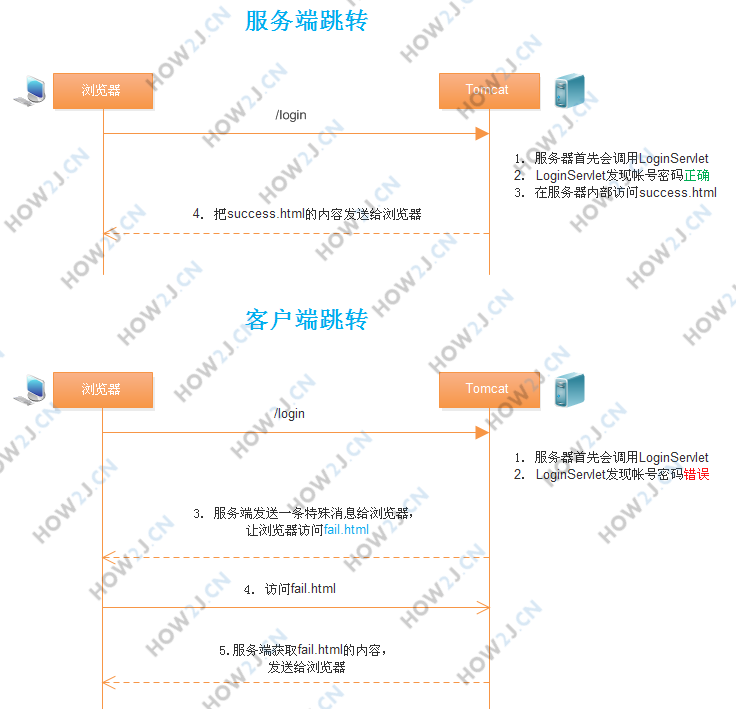 服务端跳转
浏览器
Tomcat
/login
1. 服务器首先会调用LoginServlet
2. LoginServlet发现帐号密码正确
3. 在服务器内部访问success.html
4. 把success.html的内容发送给浏览器
客户端跳转
浏览器
Tomcat
/login
1. 服务器首先会调用LoginServlet
2. LoginServlet发现帐号密码错误
3. 服务端发送一条特殊消息给浏览器，
让浏览器访问fail.html
4. 访问fail.html
5.服务端获取fail.html的内容，
发送给浏览器
HOW2J.CN